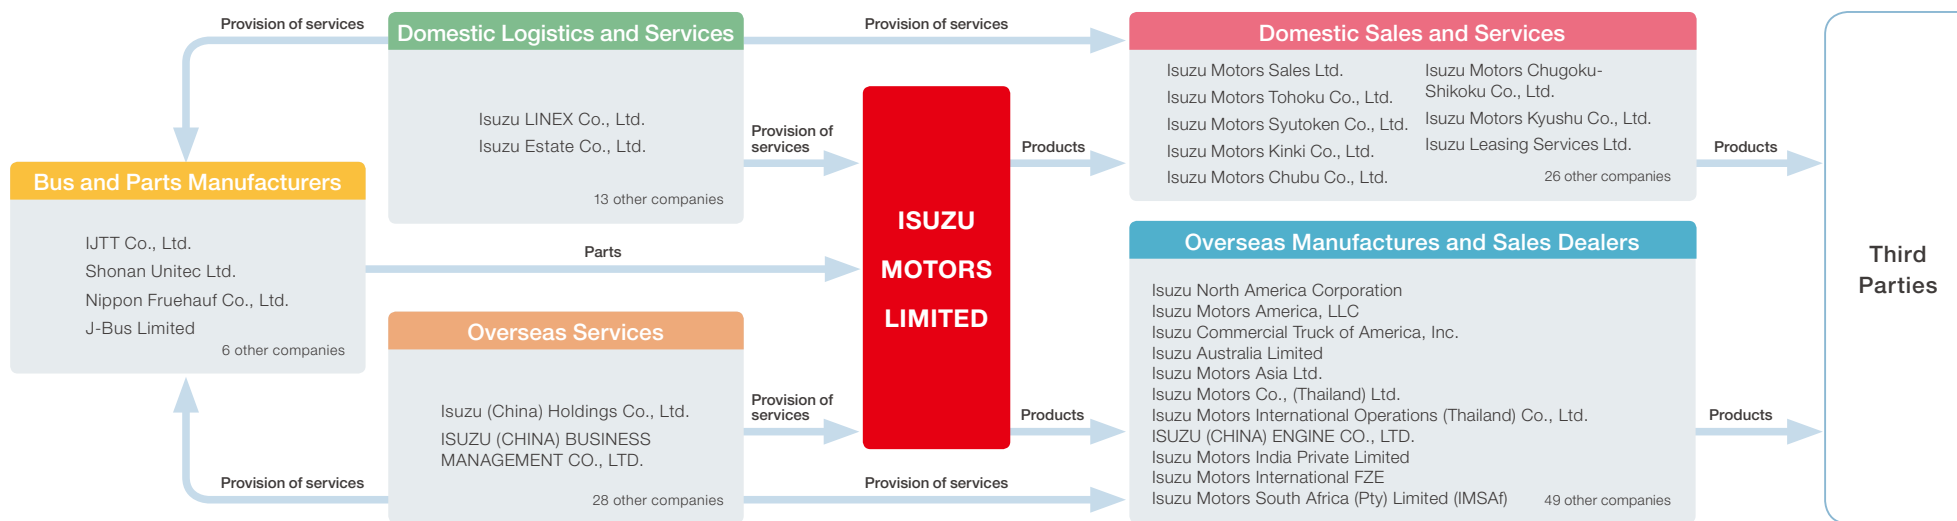 Provision of services
Domestic Logistics and Services
Isuzu LINEX Co., Ltd.
Isuzu Estate Co., Ltd.
13 other companies
Provision of services
Domestic Sales and Services
Isuzu Motors Sales Ltd.
Isuzu Motors Tohoku Co., Ltd.
Isuzu Motors Syutoken Co., Ltd.
Isuzu Motors Kinki Co., Ltd.
Isuzu Motors Chubu Co., Ltd.
Isuzu Motors Chugoku-
Shikoku Co., Ltd.
Isuzu Motors Kyushu Co., Ltd.
Isuzu Leasing Services Ltd.
26 other companies
Provision of
services
Products
Products
Bus and Parts Manufacturers
IJTT Co., Ltd.
Shonan Unitec Ltd.
Nippon Fruehauf Co., Ltd.
J-Bus Limited
6 other companies
Parts
ISUZU
MOTORS
LIMITED
Overseas Manufactures and Sales Dealers
Isuzu North America Corporation
Isuzu Motors America, LLC
Isuzu Commercial Truck of America, Inc.
Isuzu Australia Limited
Isuzu Motors Asia Ltd.
Isuzu Motors Co., (Thailand) Ltd.
Isuzu Motors International Operations (Thailand) Co., Ltd.
ISUZU (CHINA) ENGINE CO., LTD.
Isuzu Motors India Private Limited
Isuzu Motors International FZE
Isuzu Motors South Africa (Pty) Limited (IMSAf)
49 other companies
Third
Parties
Overseas Services
Isuzu (China) Holdings Co., Ltd.
ISUZU (CHINA) BUSINESS
MANAGEMENT CO., LTD.
28 other companies
Provision of
services
Products
Products
Provision of services
Provision of services